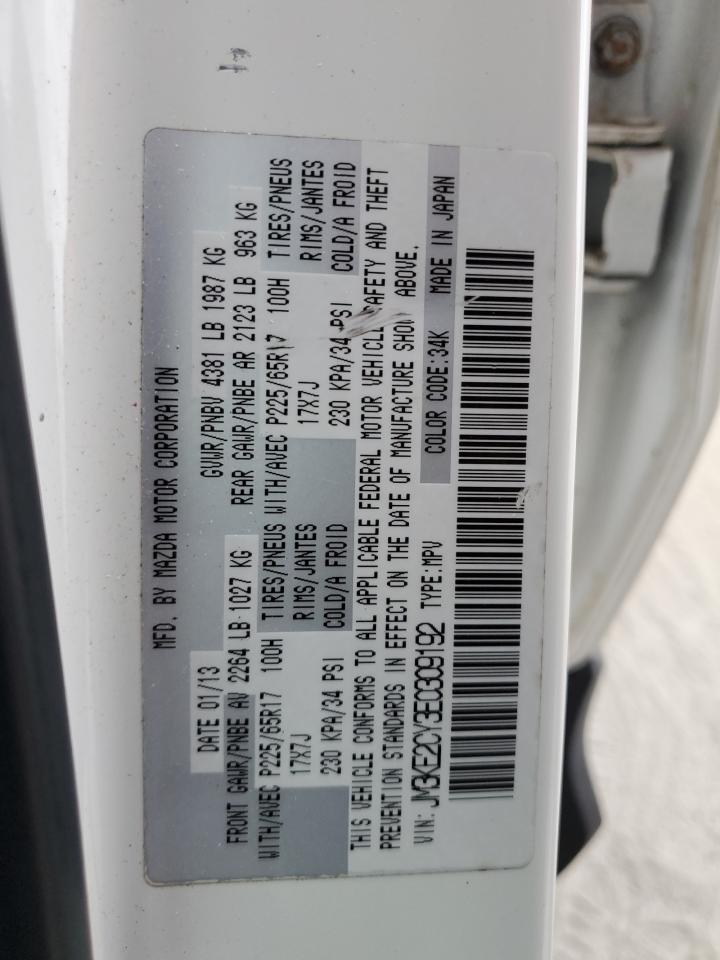 MFD. BY MAZDA MOTOR CORPORATION
DATE 01/13 GVWR/PNBV 4381 LB 1987 KG
FRONT GAWR/PNBE AV 2264 LB 1027 KG REAR GAWR/PNBE AR 2123 LB 963 KG
WITH/AVEC P225/65R17 100H TIRES/PNEUS WITH/AVEC P225/65R17 100H TIRES/PNEUS
17X7J RIMS/JANTES 17X7J RIMS/JANTES
230 KPA/34 PSI COLD/A FROID 230 KPA/34 PSI COLD/A FROID
THIS VEHICLE CONFORMS TO ALL APPLICABLE FEDERAL MOTOR VEHICLE SAFETY AND THEFT
PREVENTION STANDARDS IN EFFECT ON THE DATE OF MANUFACTURE SHOWN ABOVE.
VIN: JM3KE2CY3E0309192 TYPE:MPV COLOR CODE:34K MADE IN JAPAN